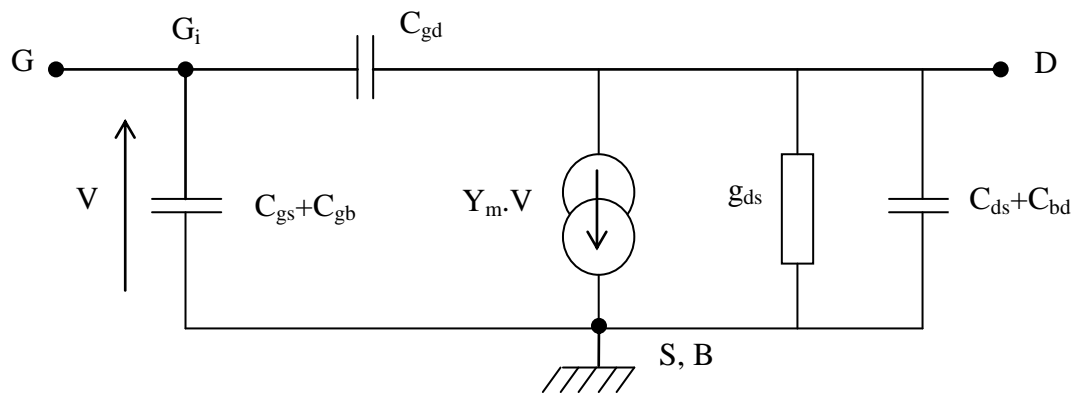 G
G_i
C_gd
D
V
C_gs+C_gb
Y_m.V
g_ds
C_ds+C_bd
S, B